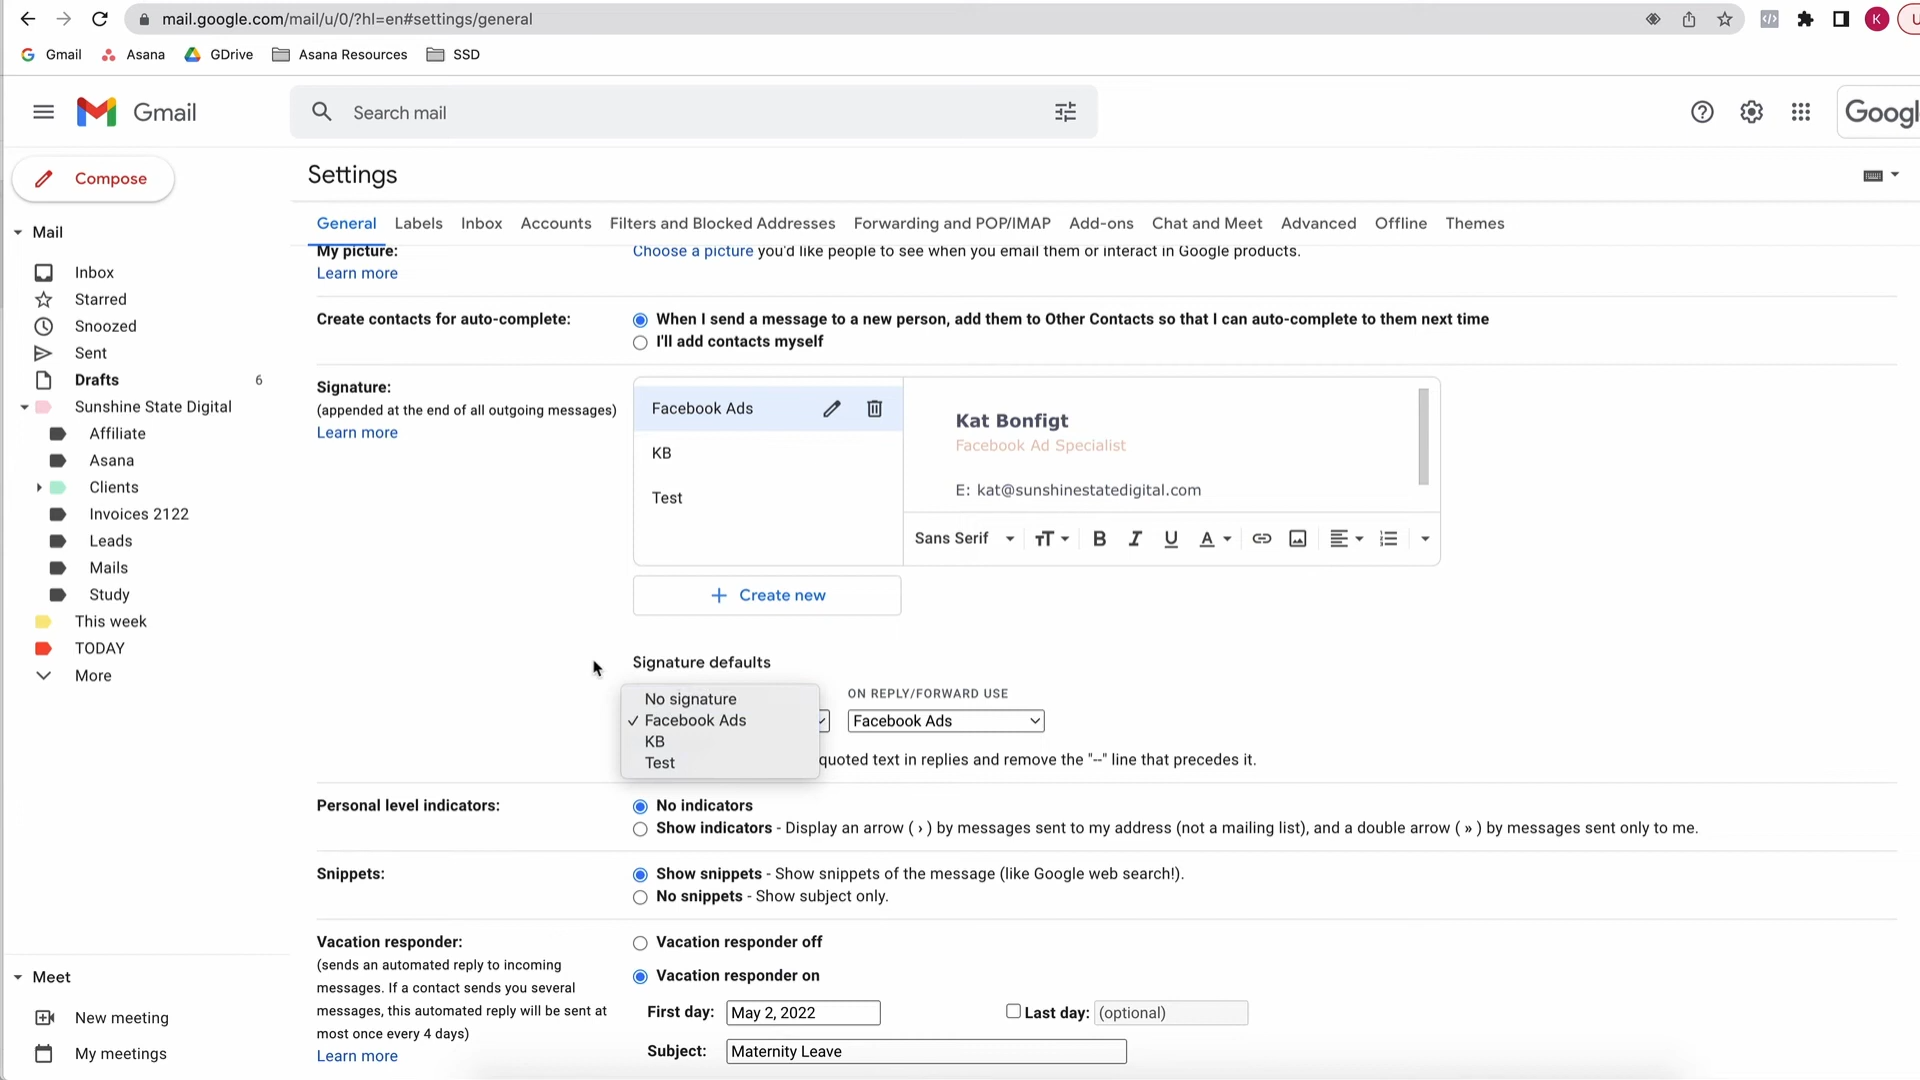 mail.google.com/mail/u/0/?hl=en#settings/general
K
Gmail
Asana
GDrive
Asana Resources
SSD
Gmail
Search mail
Googl
Compose
Settings
General
Labels
Inbox
Accounts
Filters and Blocked Addresses
Forwarding and POP/IMAP
Add-ons
Chat and Meet
Advanced
Offline
Themes
Mail
Inbox
Starred
Snoozed
Sent
Drafts 6
Sunshine State Digital
Affiliate
Asana
Clients
Invoices 2122
Leads
Mails
Study
This week
TODAY
More
Meet
New meeting
My meetings
My picture:
Learn more
Choose a picture you'd like people to see when you email them or interact in Google products.
Create contacts for auto-complete:
When I send a message to a new person, add them to Other Contacts so that I can auto-complete to them next time
I'll add contacts myself
Signature:
(appended at the end of all outgoing messages)
Learn more
Facebook Ads
KB
Test
Kat Bonfigt
Facebook Ad Specialist
E: kat@sunshinestatedigital.com
Sans Serif
Create new
Signature defaults
No signature
Facebook Ads
KB
Test
ON REPLY/FORWARD USE
Facebook Ads
quoted text in replies and remove the "--" line that precedes it.
Personal level indicators:
No indicators
Show indicators - Display an arrow ( › ) by messages sent to my address (not a mailing list), and a double arrow ( » ) by messages sent only to me.
Snippets:
Show snippets - Show snippets of the message (like Google web search!).
No snippets - Show subject only.
Vacation responder:
(sends an automated reply to incoming
messages. If a contact sends you several
messages, this automated reply will be sent at
most once every 4 days)
Learn more
Vacation responder off
Vacation responder on
First day: May 2, 2022
Last day: (optional)
Subject: Maternity Leave